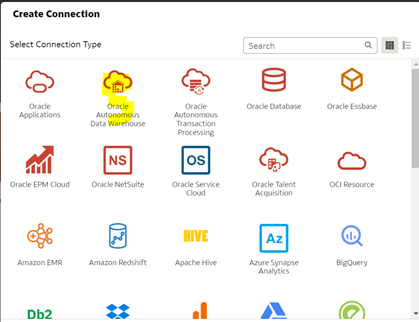 Create Connection
Select Connection Type
Search
Oracle Applications
Oracle Autonomous Data Warehouse
Oracle Autonomous Transaction Processing
Oracle Database
Oracle Essbase
Oracle EPM Cloud
NS
Oracle NetSuite
OS
Oracle Service Cloud
Oracle Talent Acquisition
OCI Resource
Amazon EMR
Amazon Redshift
HIVE
Apache Hive
Az
Azure Synapse Analytics
BigQuery
Db2